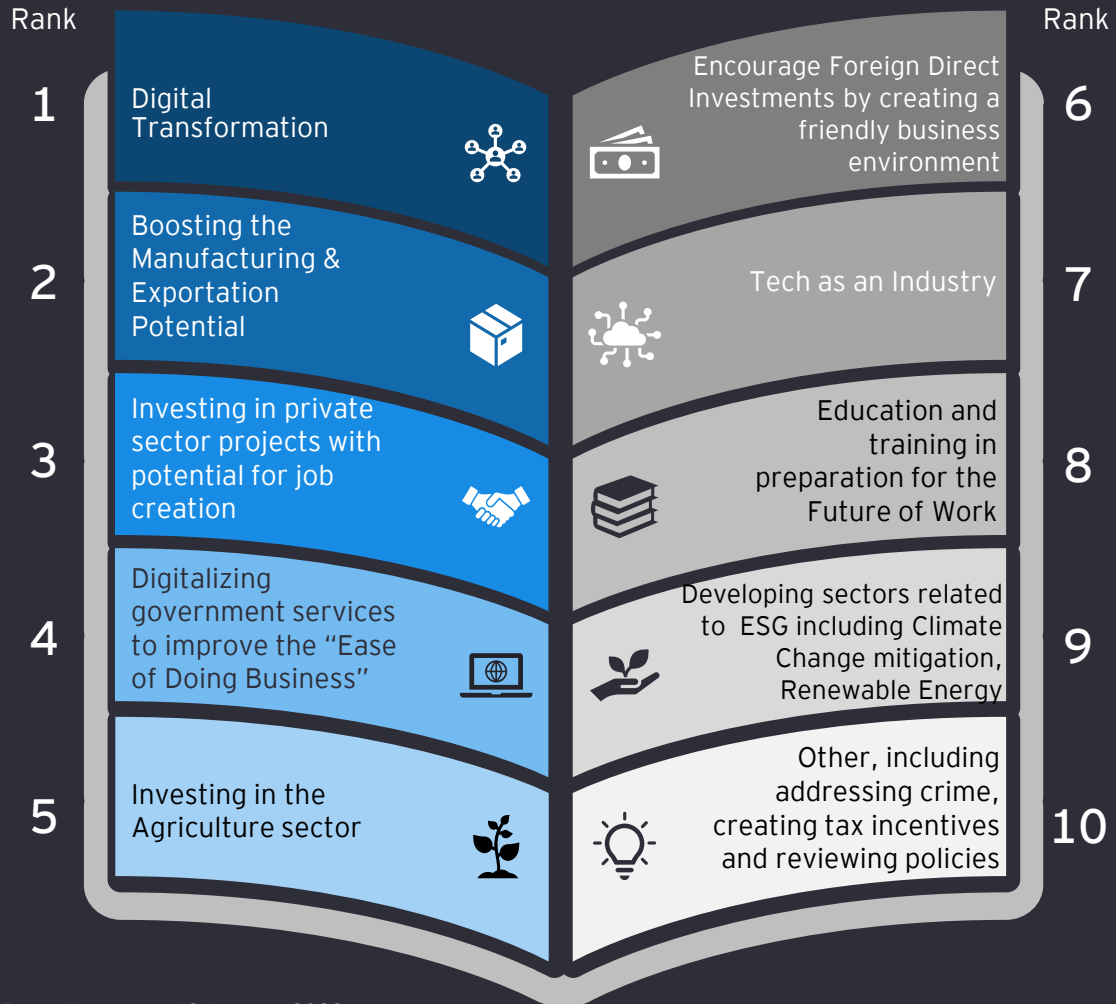 Rank
1
Digital
Transformation
2
Boosting the
Manufacturing &
Exportation
Potential
3
Investing in private
sector projects with
potential for job
creation
4
Digitalizing
government services
to improve the “Ease
of Doing Business”
5
Investing in the
Agriculture sector
Rank
6
Encourage Foreign Direct
Investments by creating a
friendly business
environment
7
Tech as an Industry
8
Education and
training in
preparation for the
Future of Work
9
Developing sectors related
to  ESG including Climate
Change mitigation,
Renewable Energy
10
Other, including
addressing crime,
creating tax incentives
and reviewing policies